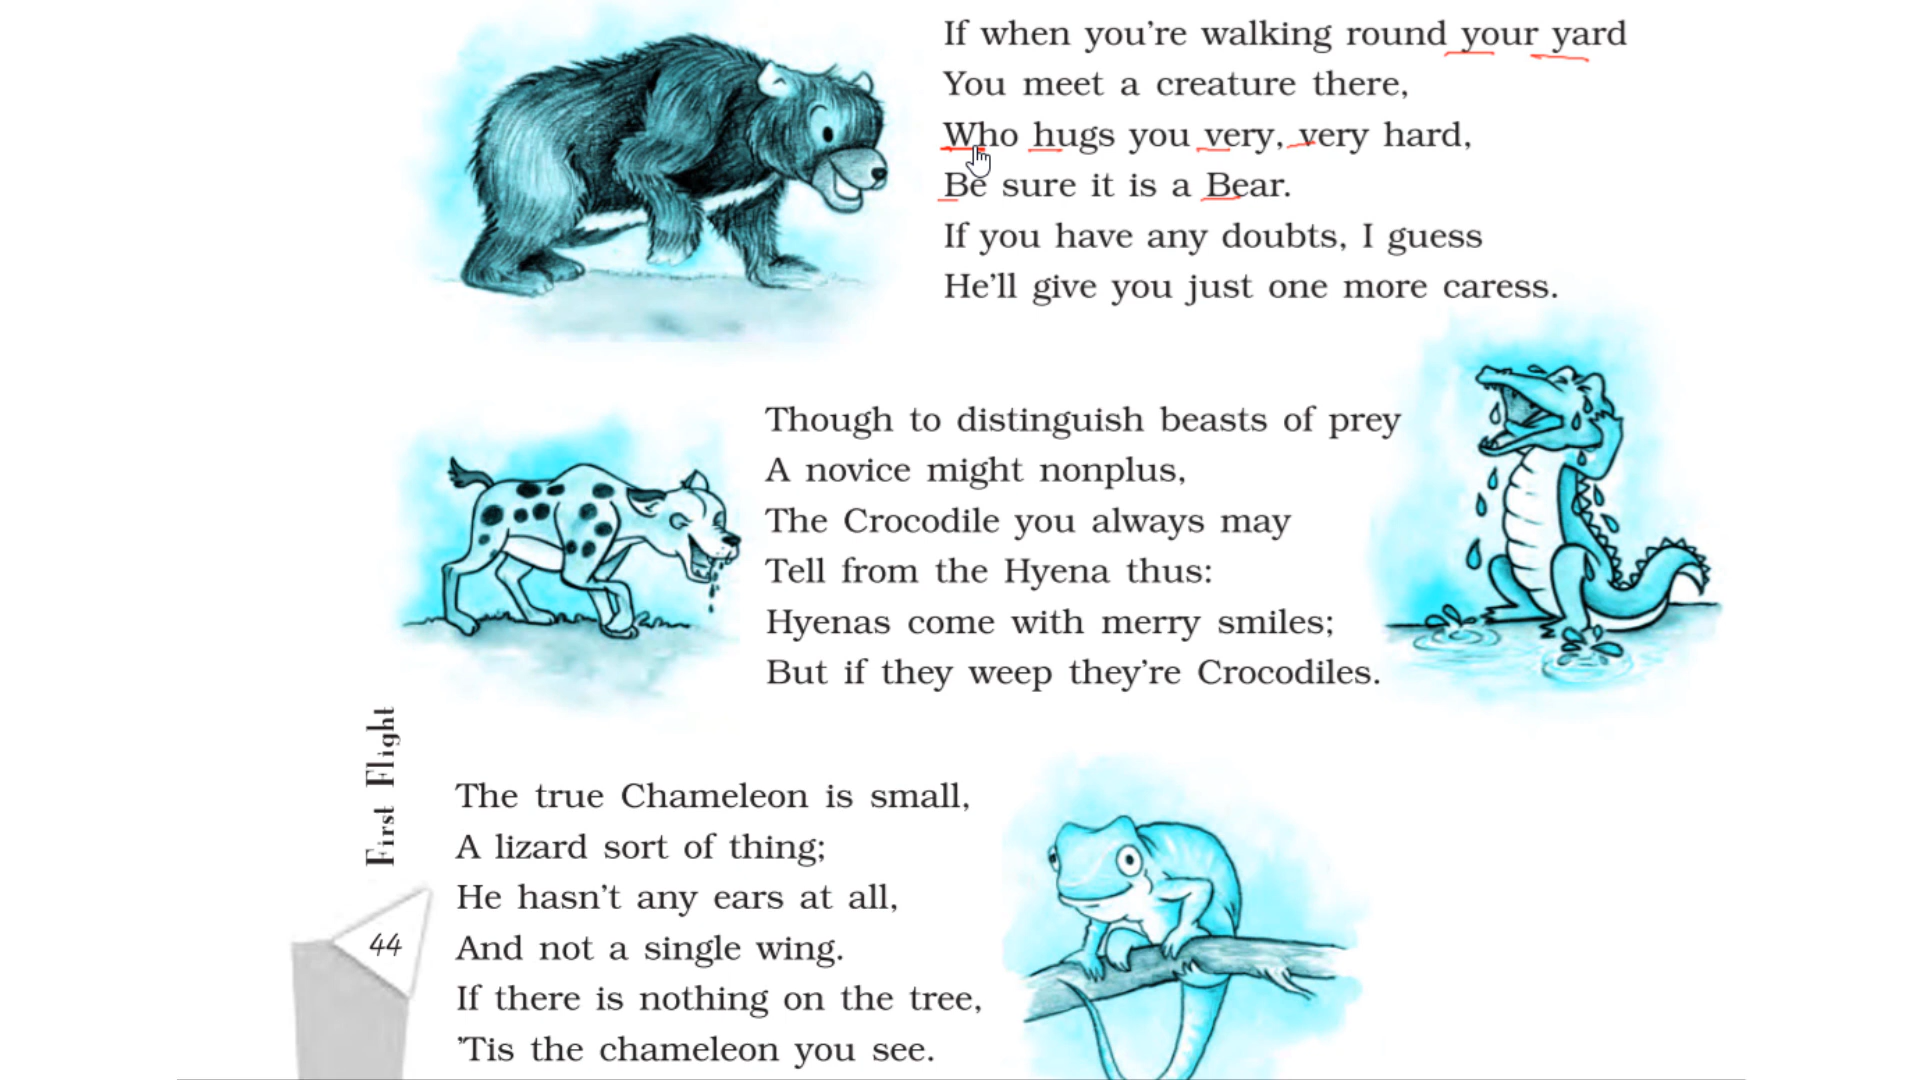 If when you're walking round your yard
You meet a creature there,
Who hugs you very, very hard,
Be sure it is a Bear.
If you have any doubts, I guess
He'll give you just one more caress.
Though to distinguish beasts of prey
A novice might nonplus,
The Crocodile you always may
Tell from the Hyena thus:
Hyenas come with merry smiles;
But if they weep they're Crocodiles.
The true Chameleon is small,
A lizard sort of thing;
He hasn't any ears at all,
And not a single wing.
If there is nothing on the tree,
'Tis the chameleon you see.
First Flight
44